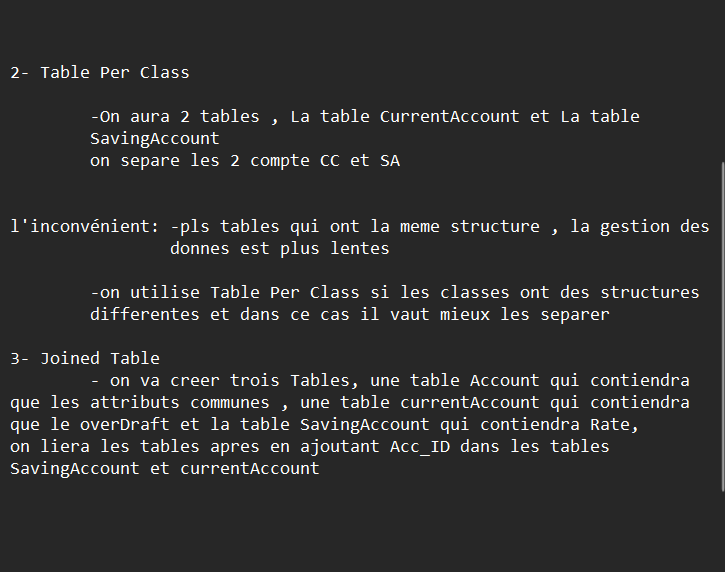 2- Table Per Class
-On aura 2 tables , La table CurrentAccount et La table
SavingAccount
on separe les 2 compte CC et SA
l'inconvénient: -pls tables qui ont la meme structure , la gestion des
donnes est plus lentes
-on utilise Table Per Class si les classes ont des structures
differentes et dans ce cas il vaut mieux les separer
3- Joined Table
- on va creer trois Tables, une table Account qui contiendra
que les attributs communes , une table currentAccount qui contiendra
que le overDraft et la table SavingAccount qui contiendra Rate,
on liera les tables apres en ajoutant Acc_ID dans les tables
SavingAccount et currentAccount